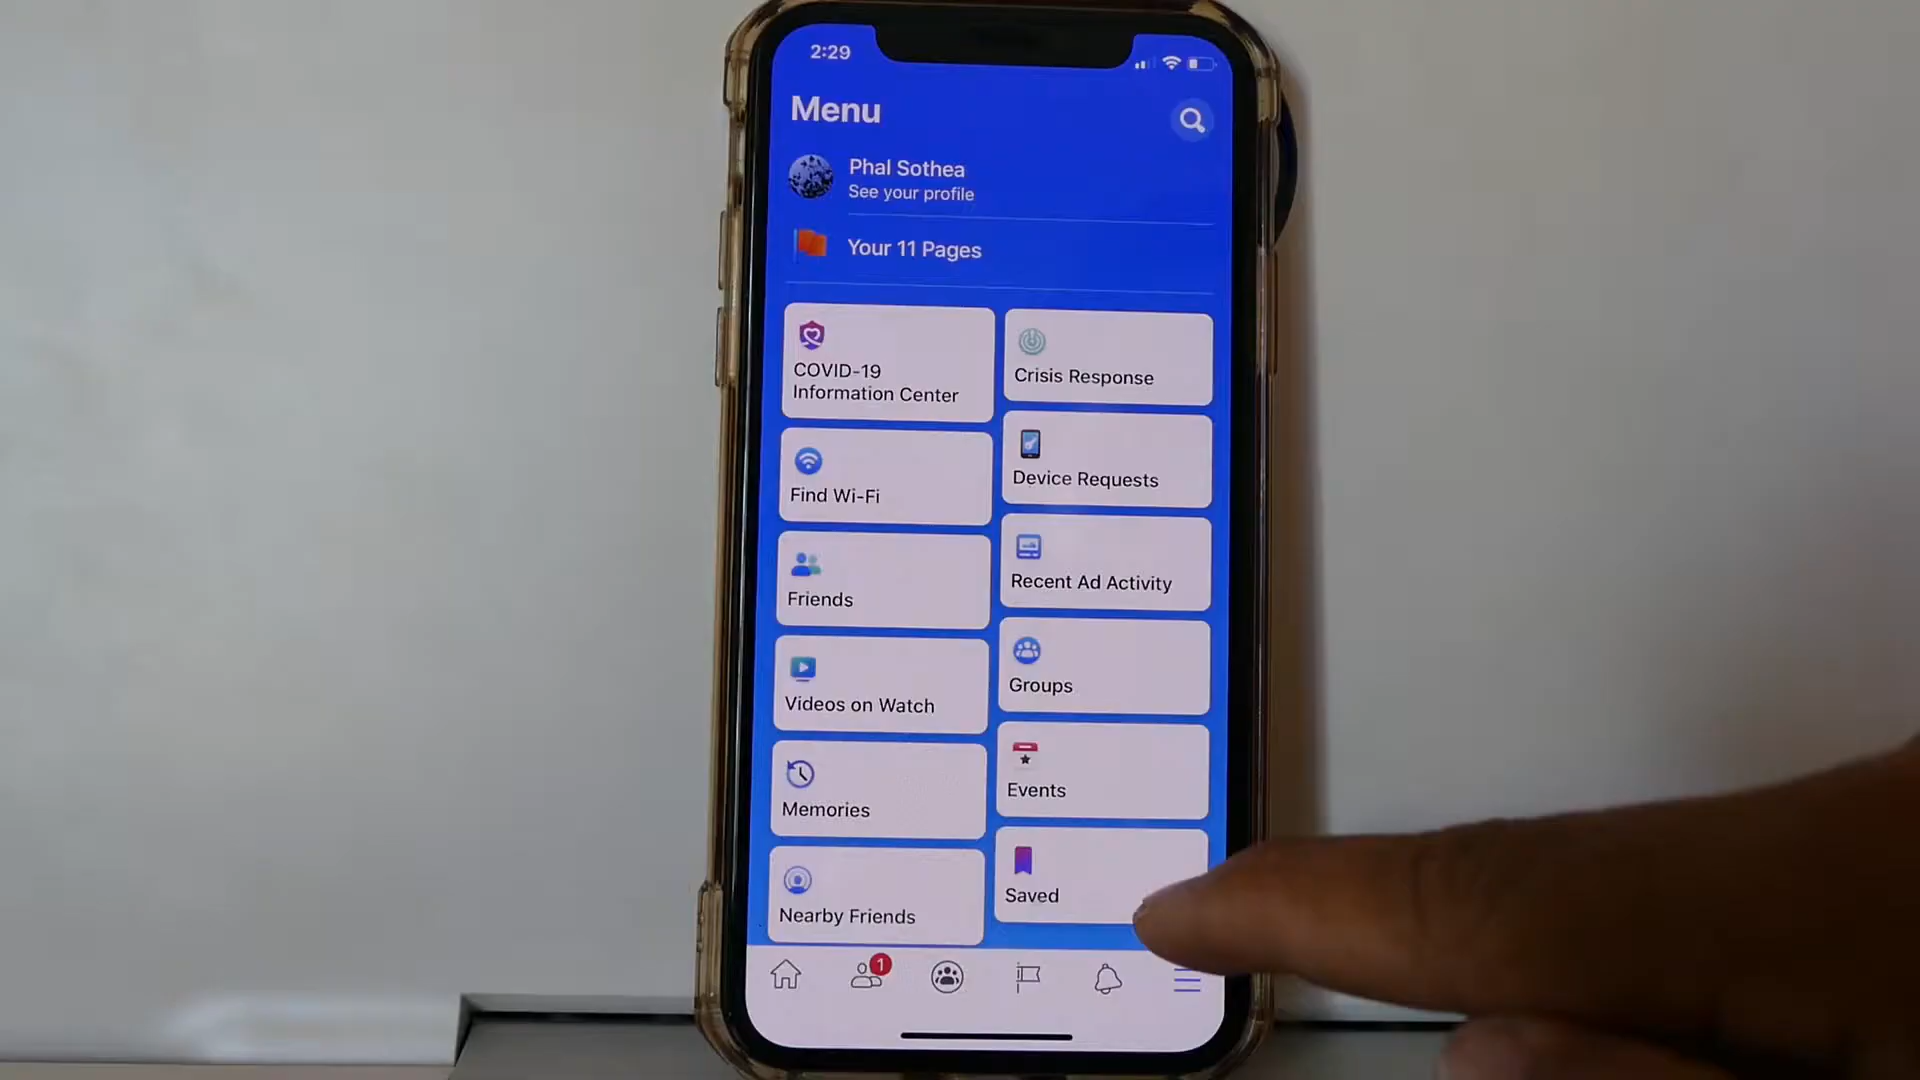 2:29
Menu
Phal Sothea
See your profile
Your 11 Pages
COVID-19
Information Center
Crisis Response
Find Wi-Fi
Device Requests
Friends
Recent Ad Activity
Videos on Watch
Groups
Memories
Events
Nearby Friends
Saved
1